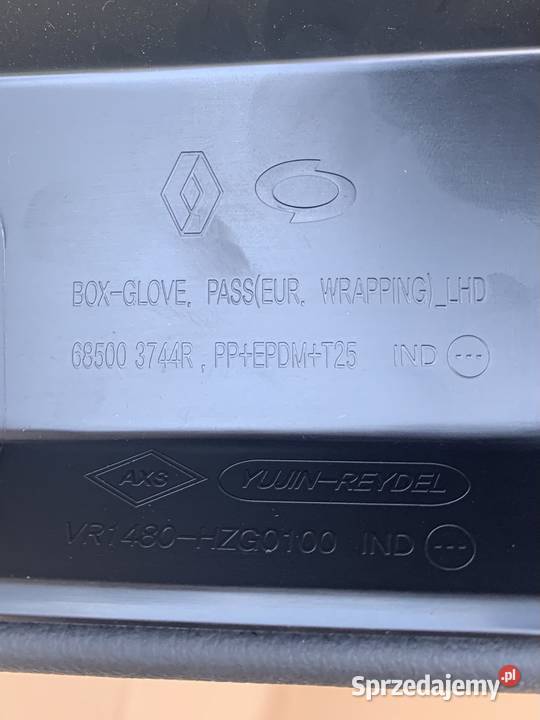 BOX-GLOVE, PASS(EUR, WRAPPING)_LHD
68500 3744R , PP+EPDM+T25 IND ---
AXS YUJIN-REYDEL
VR1480-HZG0100 IND ---
Sprzedajemy.pl